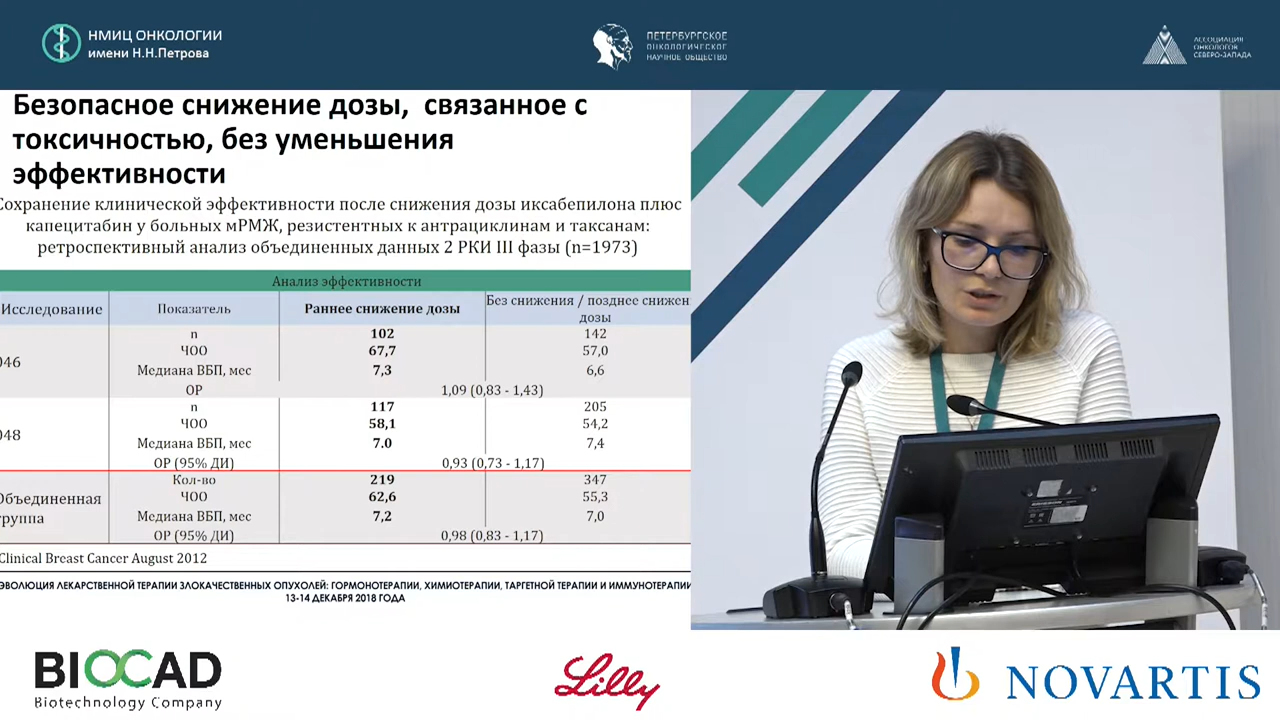 НМИЦ ОНКОЛОГИИ
имени Н.Н.Петрова
ПЕТЕРБУРГСКОЕ
ОНКОЛОГИЧЕСКОЕ
НАУЧНОЕ ОБЩЕСТВО
АССОЦИАЦИЯ
ОНКОЛОГОВ
СЕВЕРО-ЗАПАДА
Безопасное снижение дозы, связанное с
токсичностью, без уменьшения
эффективности
Сохранение клинической эффективности после снижения дозы иксабепилона плюс
капецитабин у больных мРМЖ, резистентных к антрациклинам и таксанам:
ретроспективный анализ объединенных данных 2 РКИ III фазы (n=1973)
Анализ эффективности
Исследование Показатель Раннее снижение дозы Без снижения / позднее снижен
дозы
n 102 142
046 ЧОО 67,7 57,0
Медиана ВБП, мес 7,3 6,6
ОР 1,09 (0,83 - 1,43)
n 117 205
048 ЧОО 58,1 54,2
Медиана ВБП, мес 7.0 7,4
ОР (95% ДИ) 0,93 (0,73 - 1,17)
Кол-во 219 347
Объединенная ЧОО 62,6 55,3
группа Медиана ВБП, мес 7,2 7,0
ОР (95% ДИ) 0,98 (0,83 - 1,17)
Clinical Breast Cancer August 2012
ЭВОЛЮЦИЯ ЛЕКАРСТВЕННОЙ ТЕРАПИИ ЗЛОКАЧЕСТВЕННЫХ ОПУХОЛЕЙ: ГОРМОНОТЕРАПИИ, ХИМИОТЕРАПИИ, ТАРГЕТНОЙ ТЕРАПИИ И ИММУНОТЕРАПИИ
13-14 ДЕКАБРЯ 2018 ГОДА
BIOCAD
Biotechnology Company
Lilly
NOVARTIS